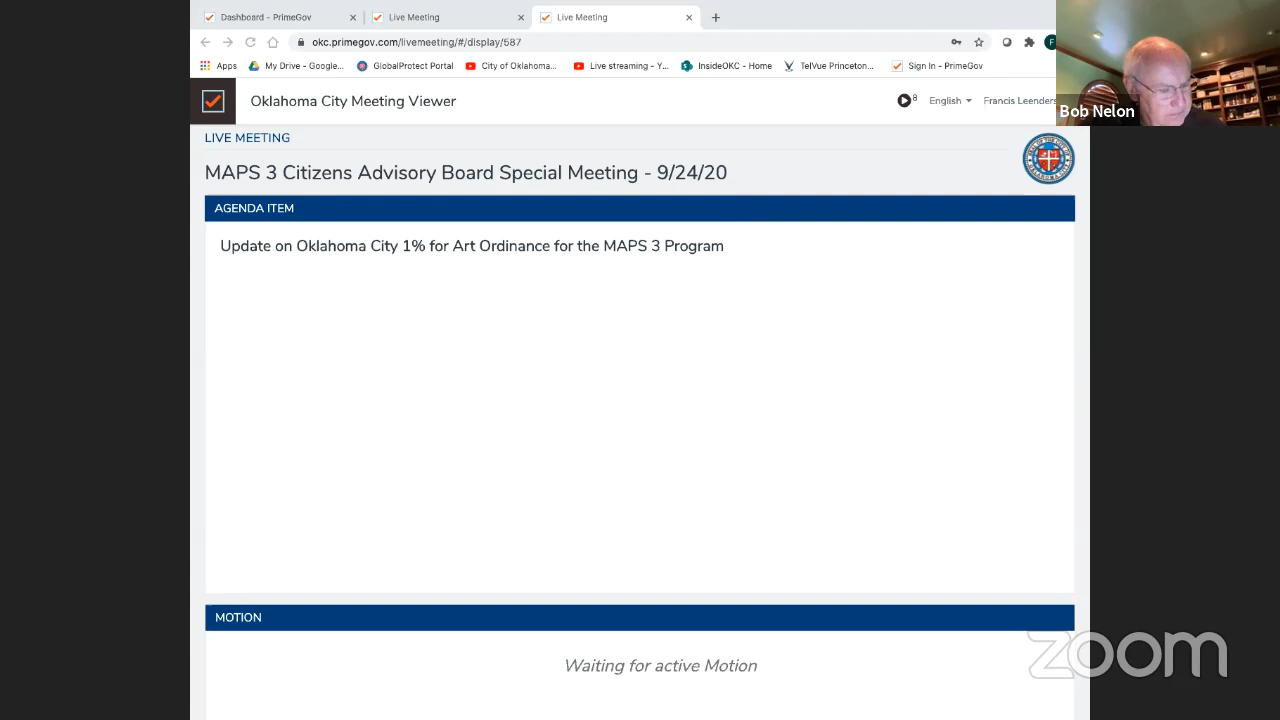 Dashboard - PrimeGov
Live Meeting
Live Meeting
okc.primegov.com/livemeeting/#/display/587
Apps
My Drive - Google...
GlobalProtect Portal
City of Oklahoma...
Live streaming - Y...
InsideOKC - Home
TelVue Princeton...
Sign In - PrimeGov
Oklahoma City Meeting Viewer
8
English
Francis Leenders
Bob Nelon
LIVE MEETING
MAPS 3 Citizens Advisory Board Special Meeting - 9/24/20
AGENDA ITEM
Update on Oklahoma City 1% for Art Ordinance for the MAPS 3 Program
MOTION
Waiting for active Motion
zoom